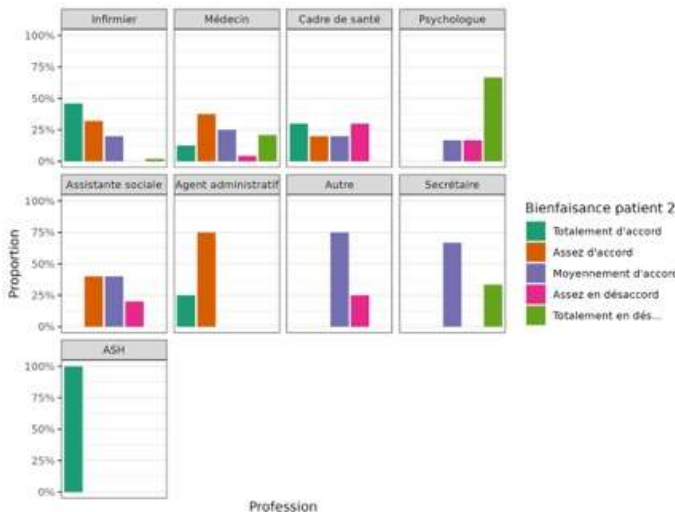 Infirmier Médecin Cadre de santé Psychologue
100%
75%
50%
25%
0%
Assistante sociale Agent administratif Autre Secrétaire
100%
75%
50%
25%
0%
ASH
100%
75%
50%
25%
0%
Proportion
Profession
Bienfaisance patient 2
Totalement d'accord
Assez d'accord
Moyennement d'accord
Assez en désaccord
Totalement en dés...